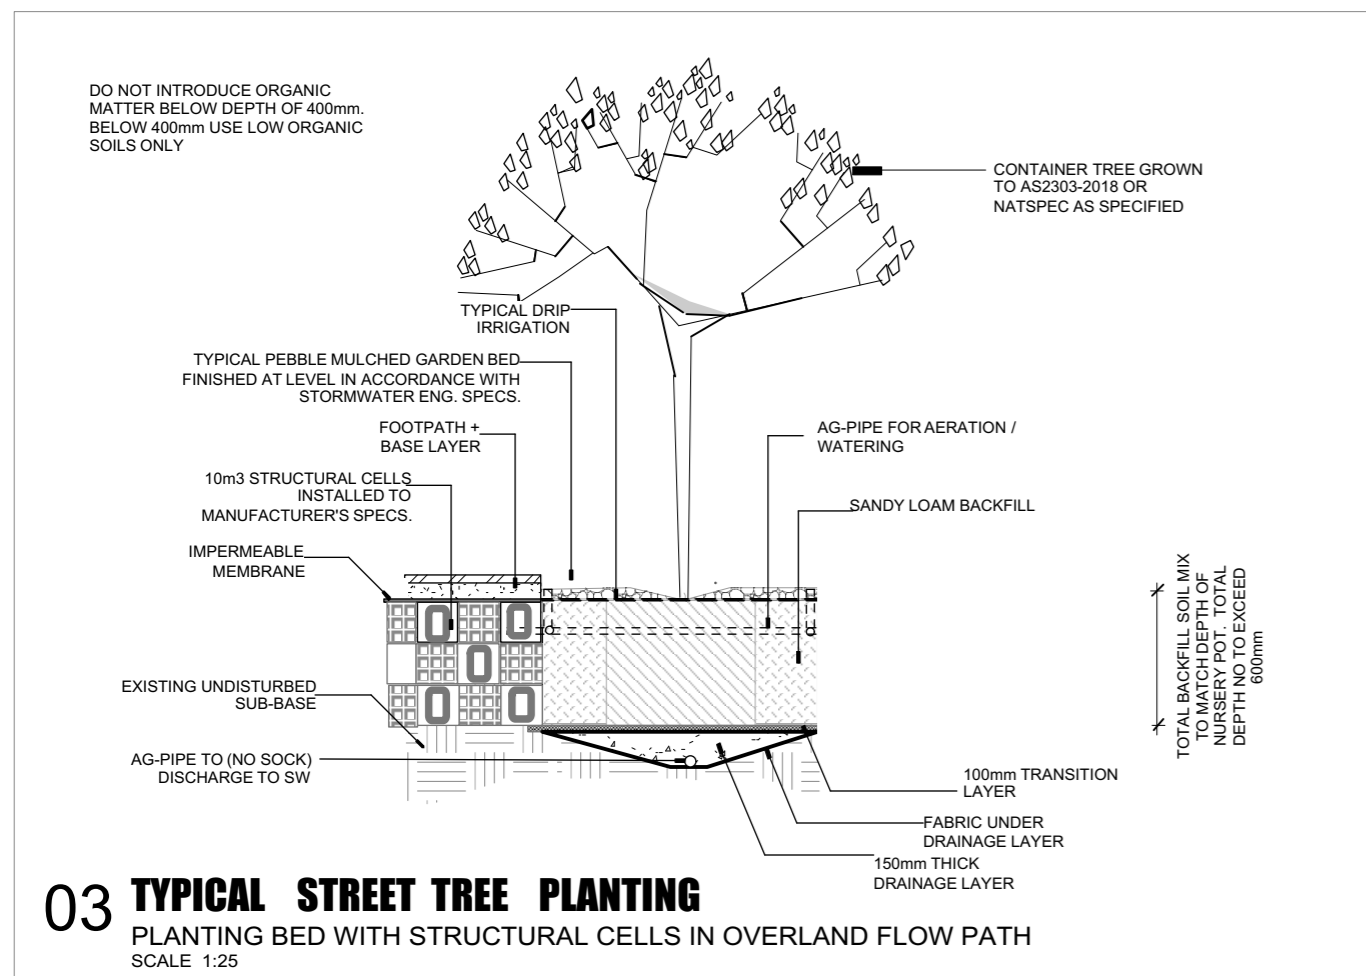 DO NOT INTRODUCE ORGANIC
MATTER BELOW DEPTH OF 400mm.
BELOW 400mm USE LOW ORGANIC
SOILS ONLY
CONTAINER TREE GROWN
TO AS2303-2018 OR
NATSPEC AS SPECIFIED
TYPICAL DRIP
IRRIGATION
TYPICAL PEBBLE MULCHED GARDEN BED
FINISHED AT LEVEL IN ACCORDANCE WITH
STORMWATER ENG. SPECS.
FOOTPATH +
BASE LAYER
10m3 STRUCTURAL CELLS
INSTALLED TO
MANUFACTURER'S SPECS.
IMPERMEABLE
MEMBRANE
EXISTING UNDISTURBED
SUB-BASE
AG-PIPE TO (NO SOCK)
DISCHARGE TO SW
AG-PIPE FOR AERATION /
WATERING
SANDY LOAM BACKFILL
TOTAL BACKFILL SOIL MIX
TO MATCH DEPTH OF
NURSERY POT. TOTAL
DEPTH NO TO EXCEED
600mm
100mm TRANSITION
LAYER
FABRIC UNDER
DRAINAGE LAYER
150mm THICK
DRAINAGE LAYER
03 TYPICAL STREET TREE PLANTING
PLANTING BED WITH STRUCTURAL CELLS IN OVERLAND FLOW PATH
SCALE 1:25